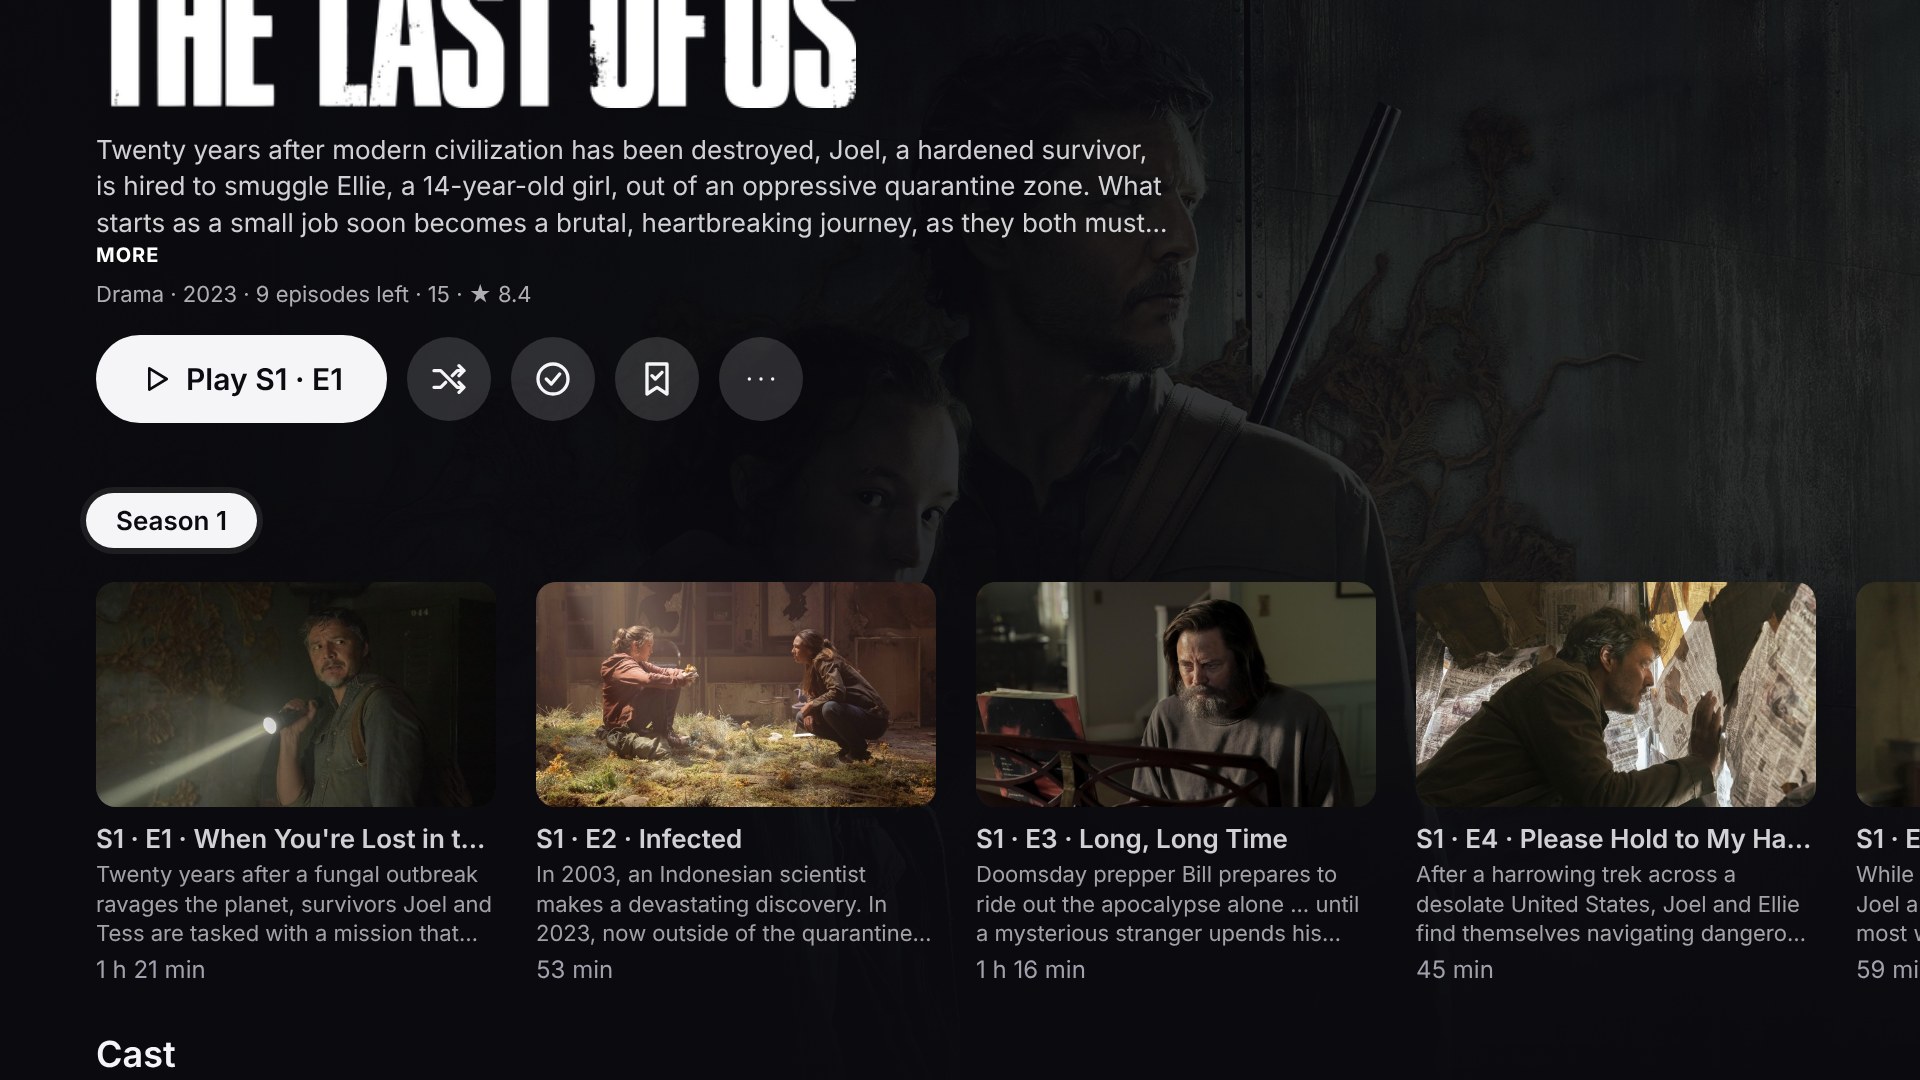 THE LAST OF US
Twenty years after modern civilization has been destroyed, Joel, a hardened survivor,
is hired to smuggle Ellie, a 14-year-old girl, out of an oppressive quarantine zone. What
starts as a small job soon becomes a brutal, heartbreaking journey, as they both must...
MORE
Drama · 2023 · 9 episodes left · 15 · ★ 8.4
Play S1 · E1
Season 1
S1 · E1 · When You're Lost in t...
Twenty years after a fungal outbreak
ravages the planet, survivors Joel and
Tess are tasked with a mission that...
1 h 21 min
S1 · E2 · Infected
In 2003, an Indonesian scientist
makes a devastating discovery. In
2023, now outside of the quarantine...
53 min
S1 · E3 · Long, Long Time
Doomsday prepper Bill prepares to
ride out the apocalypse alone ... until
a mysterious stranger upends his...
1 h 16 min
S1 · E4 · Please Hold to My Ha...
After a harrowing trek across a
desolate United States, Joel and Ellie
find themselves navigating dangero...
45 min
S1 · E
While
Joel a
most
59 mi
Cast